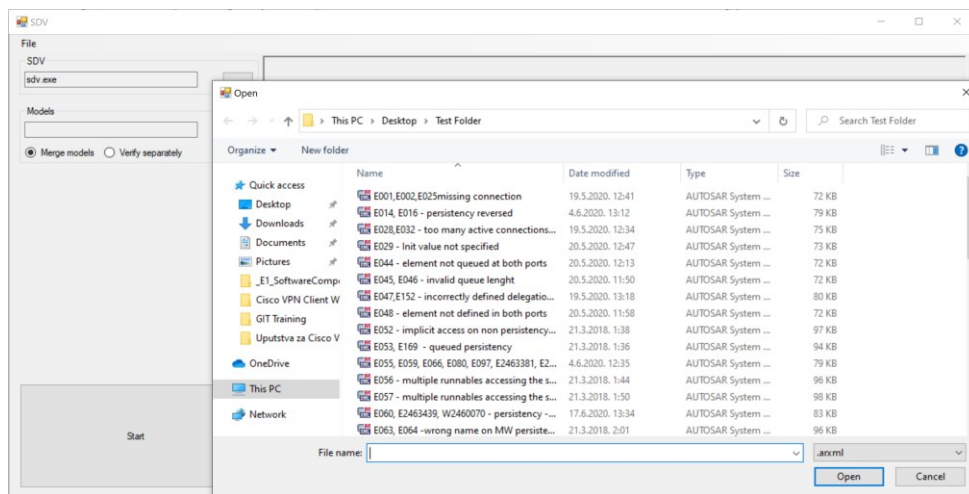 SDV
File
SDV
sdv.exe
Models
Merge models Verify separately
Start
Open
This PC > Desktop > Test Folder
Search Test Folder
Organize New folder
Quick access
Desktop
Downloads
Documents
Pictures
_E1_SoftwareCompo
Cisco VPN Client W
GIT Training
Uputstva za Cisco V
OneDrive
This PC
Network
Name Date modified Type Size
E001,E002,E025missing connection 19.5.2020. 12:41 AUTOSAR System ... 72 KB
E014, E016 - persistency reversed 4.6.2020. 13:12 AUTOSAR System ... 79 KB
E028,E032 - too many active connections... 19.5.2020. 12:34 AUTOSAR System ... 75 KB
E029 - Init value not specified 20.5.2020. 12:47 AUTOSAR System ... 73 KB
E044 - element not queued at both ports 20.5.2020. 12:13 AUTOSAR System ... 72 KB
E045, E046 - invalid queue lenght 20.5.2020. 11:50 AUTOSAR System ... 72 KB
E047,E152 - incorrectly defined delegatio... 19.5.2020. 13:18 AUTOSAR System ... 80 KB
E048 - element not defined in both ports 20.5.2020. 11:58 AUTOSAR System ... 72 KB
E052 - implicit access on non persistency... 21.3.2018. 1:38 AUTOSAR System ... 97 KB
E053, E169 - queued persistency 21.3.2018. 1:36 AUTOSAR System ... 94 KB
E055, E059, E066, E080, E097, E2463381, E2... 4.6.2020. 12:35 AUTOSAR System ... 79 KB
E056 - multiple runnables accessing the s... 21.3.2018. 1:44 AUTOSAR System ... 96 KB
E057 - multiple runnables accessing the s... 21.3.2018. 1:50 AUTOSAR System ... 98 KB
E060, E2463439, W2460070 - persistency -... 17.6.2020. 13:34 AUTOSAR System ... 83 KB
E063, E064 -wrong name on MW persiste... 21.3.2018. 2:01 AUTOSAR System ... 96 KB
File name: .arxml
Open Cancel